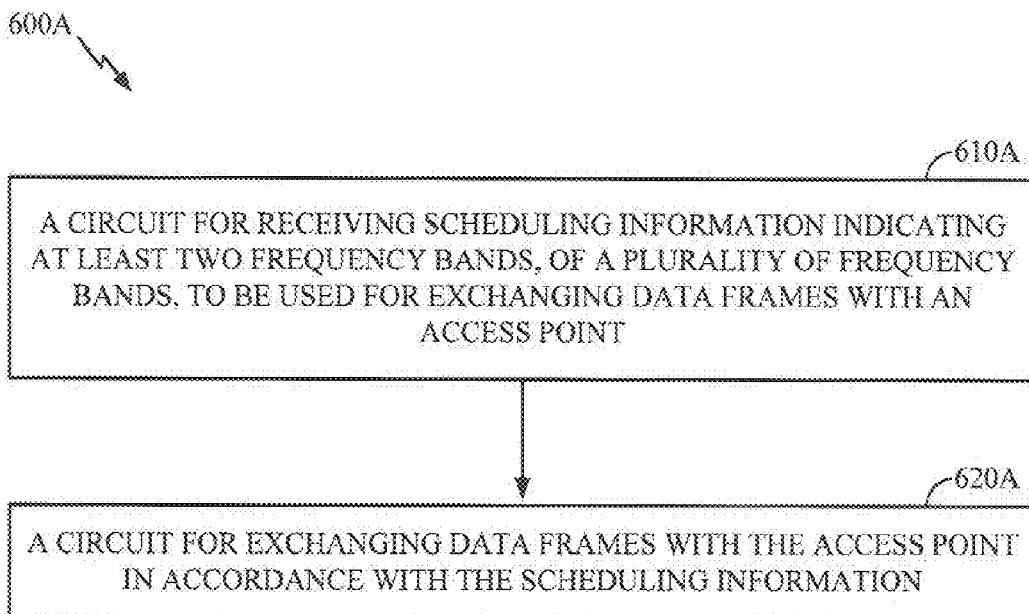 600A
610A
A CIRCUIT FOR RECEIVING SCHEDULING INFORMATION INDICATING
AT LEAST TWO FREQUENCY BANDS, OF A PLURALITY OF FREQUENCY
BANDS, TO BE USED FOR EXCHANGING DATA FRAMES WITH AN
ACCESS POINT
620A
A CIRCUIT FOR EXCHANGING DATA FRAMES WITH THE ACCESS POINT
IN ACCORDANCE WITH THE SCHEDULING INFORMATION